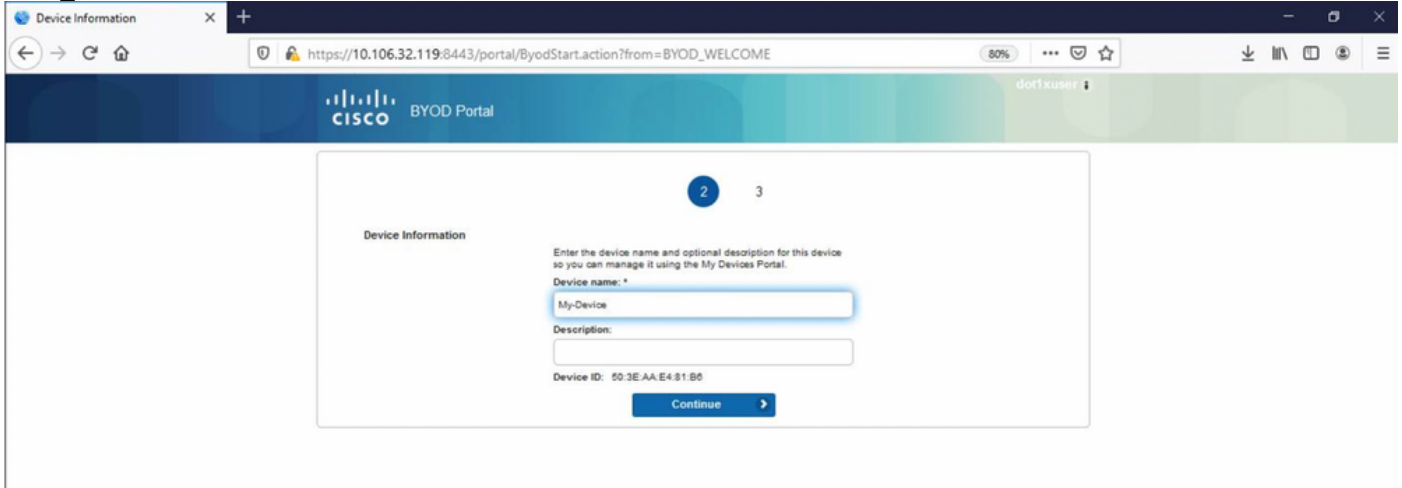 Device Information
https://10.106.32.119:8443/portal/ByodStart.action?from=BYOD_WELCOME
80%
dot1xuser
CISCO BYOD Portal
2 3
Device Information
Enter the device name and optional description for this device
so you can manage it using the My Devices Portal.
Device name: *
My-Device
Description:
Device ID: 50:3E:AA:E4:81:B6
Continue